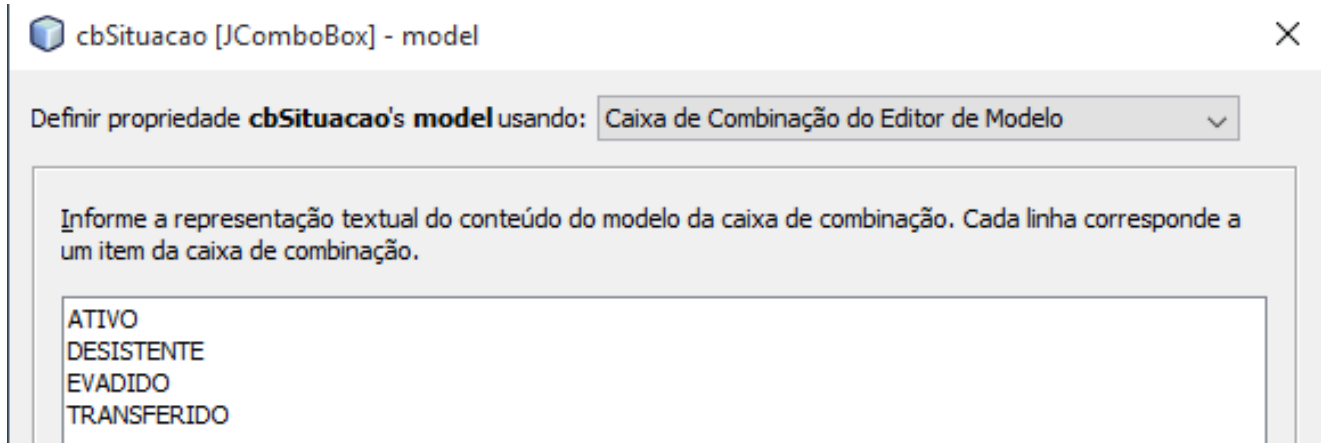 cbSituacao [JComboBox] - model
Definir propriedade cbSituacao's model usando: Caixa de Combinação do Editor de Modelo
Informe a representação textual do conteúdo do modelo da caixa de combinação. Cada linha corresponde a
um item da caixa de combinação.
ATIVO
DESISTENTE
EVADIDO
TRANSFERIDO